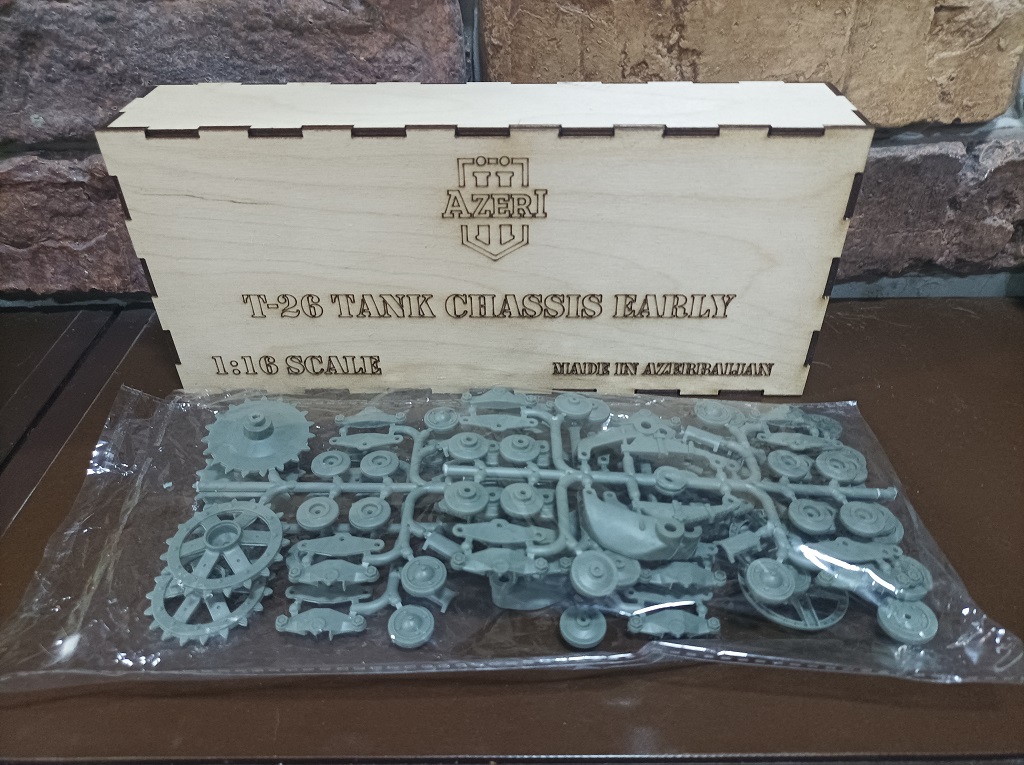 AZERI
T-26 TANK CHASSIS EARLY
1:16 SCALE
MADE IN AZERBAIJAN